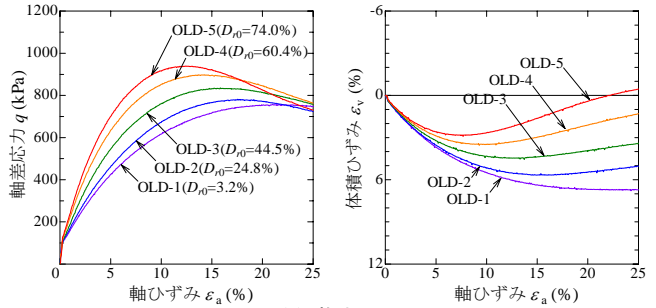 軸差応力 q (kPa)
1200
1000
800
600
400
200
0
OLD-5(Dr0=74.0%)
OLD-4(Dr0=60.4%)
OLD-3(Dr0=44.5%)
OLD-2(Dr0=24.8%)
OLD-1(Dr0=3.2%)
0 5 10 15 20 25
軸ひずみ εa (%)
体積ひずみ εv (%)
-6
0
6
12
OLD-5
OLD-4
OLD-3
OLD-2
OLD-1
0 5 10 15 20 25
軸ひずみ εa (%)